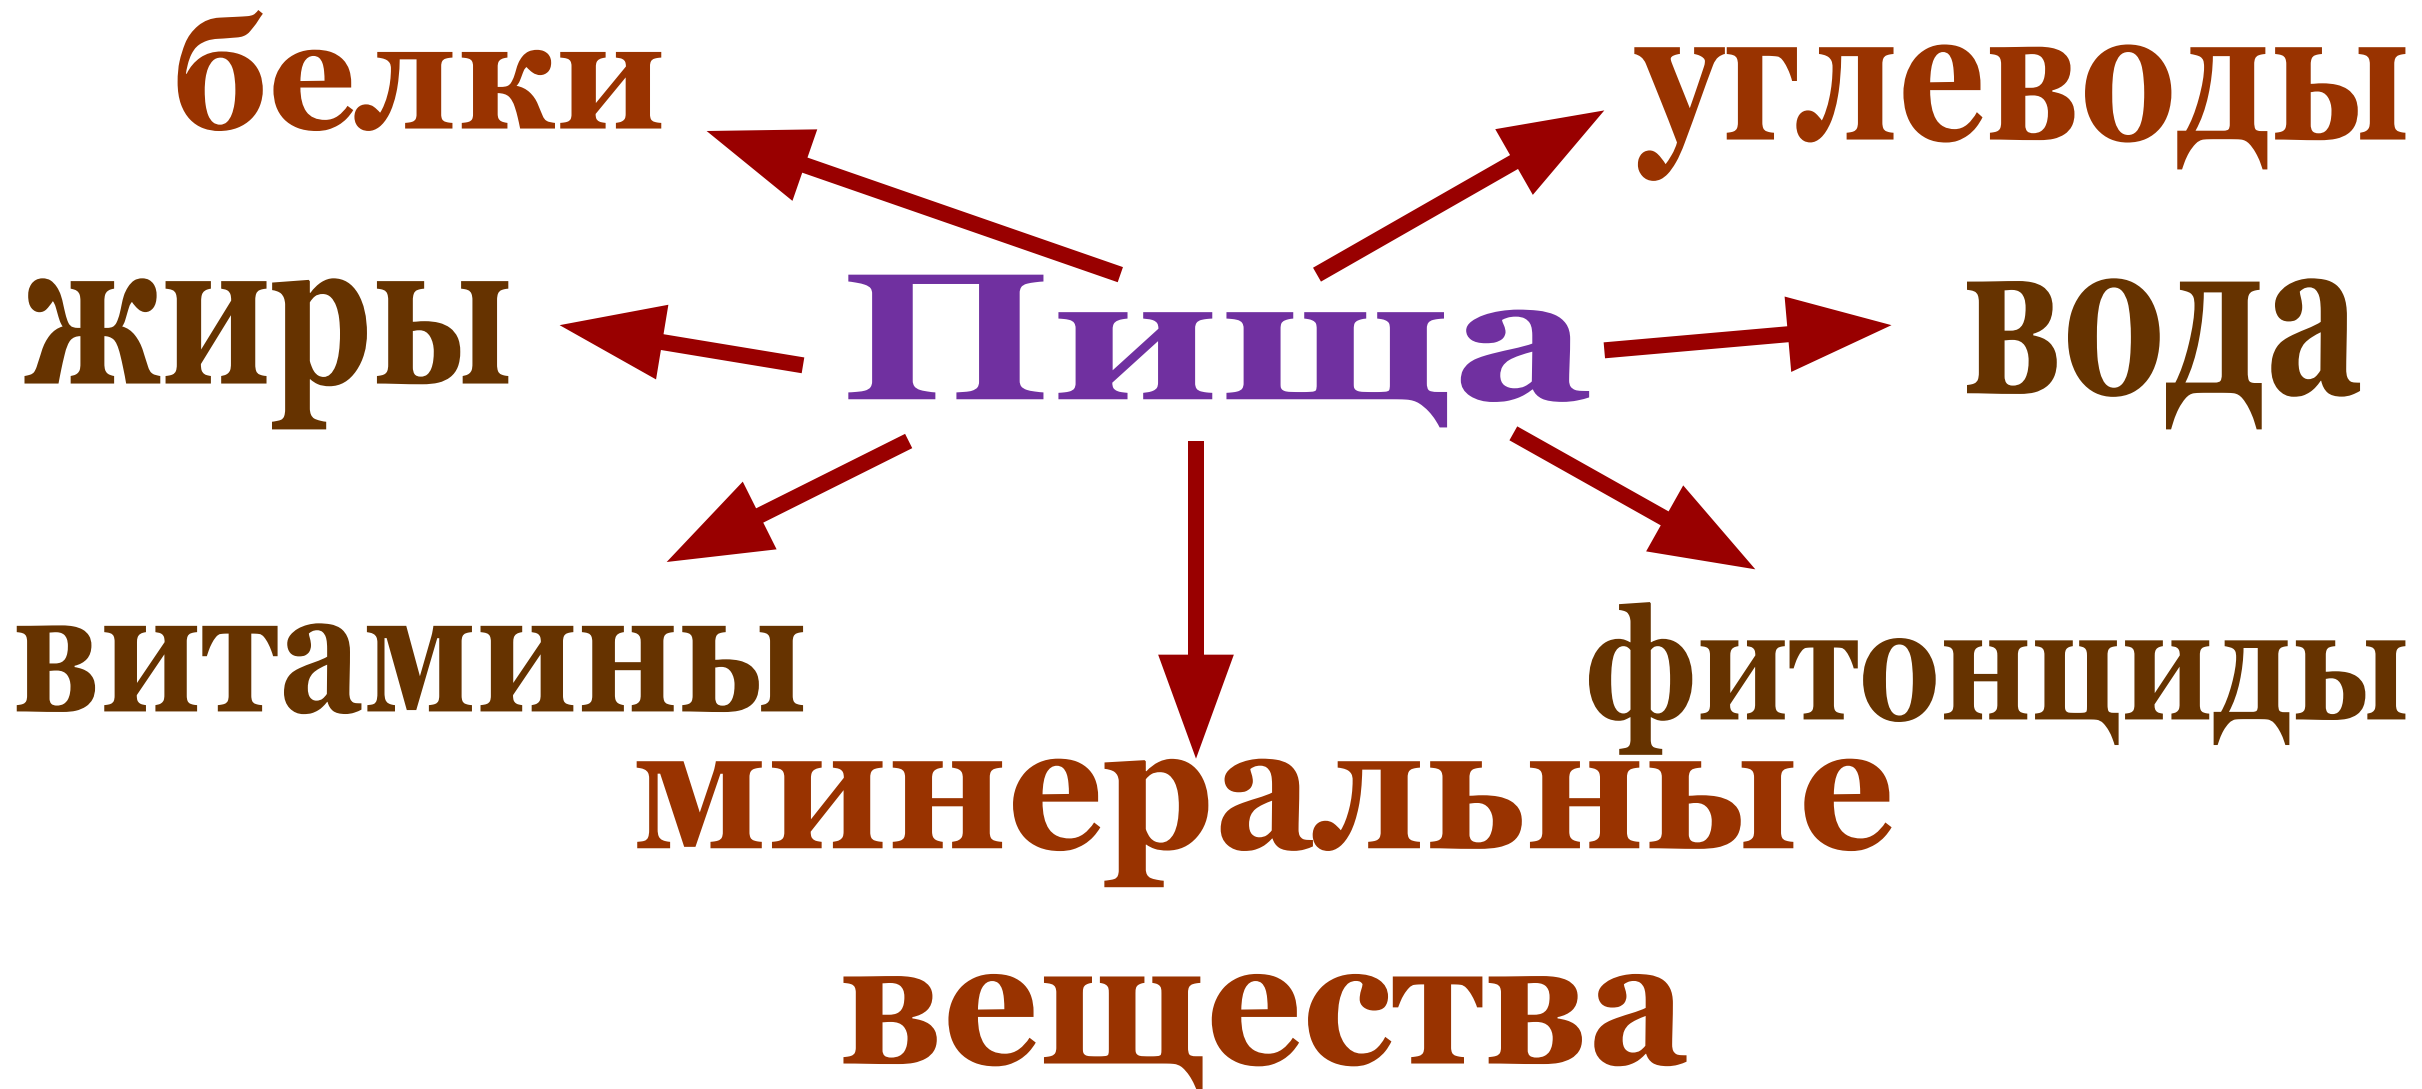 белки
углеводы
жиры
Пища
вода
витамины
фитонциды
минеральные
вещества